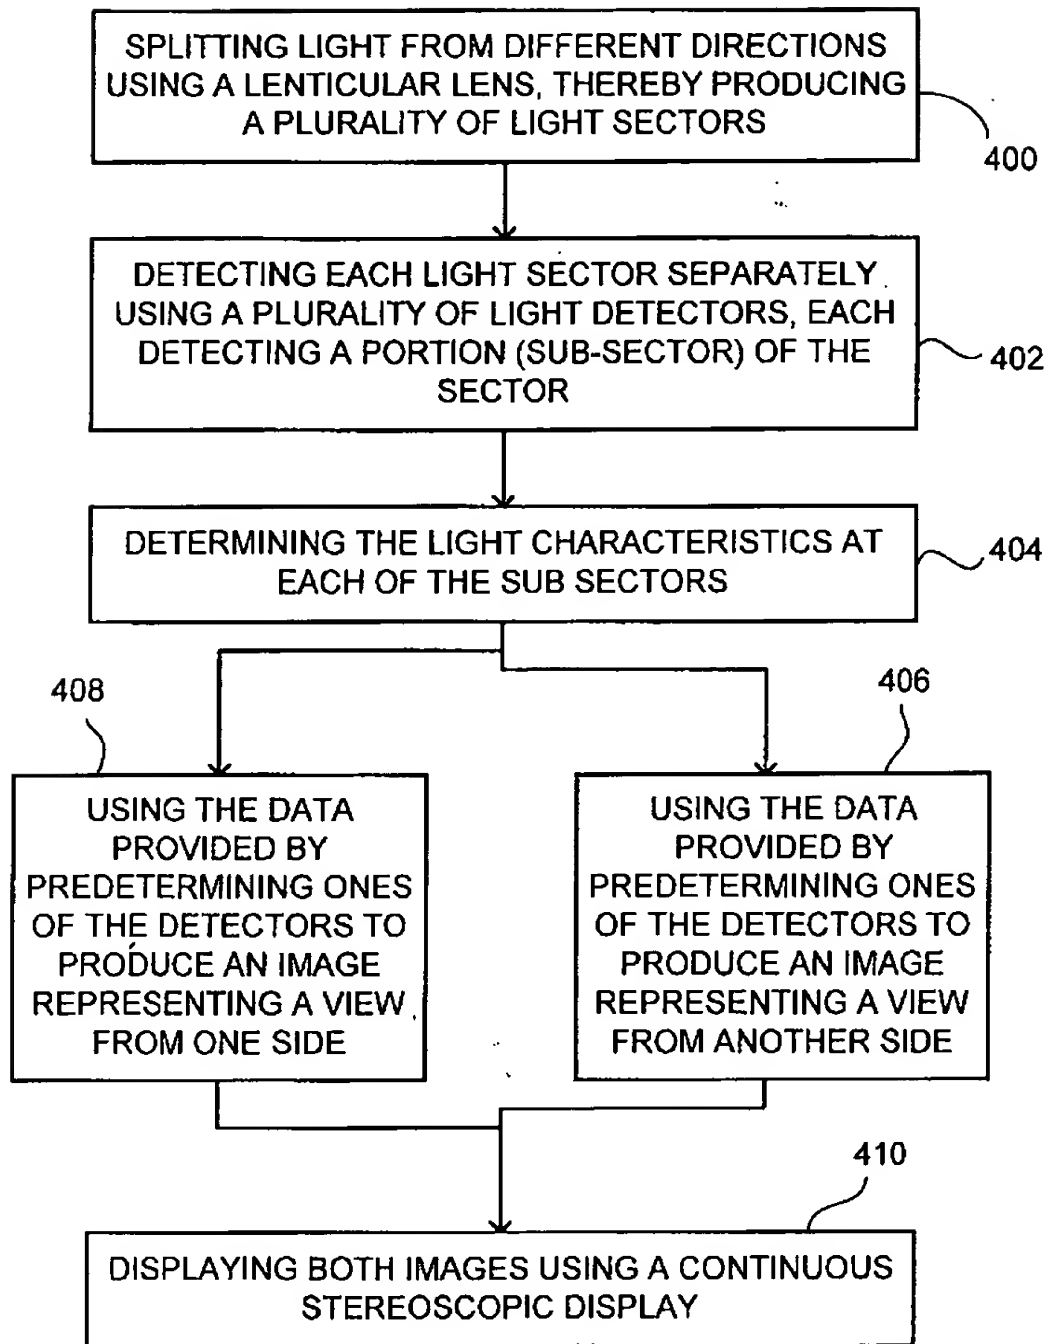 SPLITTING LIGHT FROM DIFFERENT DIRECTIONS
USING A LENTICULAR LENS, THEREBY PRODUCING
A PLURALITY OF LIGHT SECTORS
400
DETECTING EACH LIGHT SECTOR SEPARATELY
USING A PLURALITY OF LIGHT DETECTORS, EACH
DETECTING A PORTION (SUB-SECTOR) OF THE
SECTOR
402
DETERMINING THE LIGHT CHARACTERISTICS AT
EACH OF THE SUB SECTORS
404
408
USING THE DATA
PROVIDED BY
PREDETERMINING ONES
OF THE DETECTORS TO
PRODUCE AN IMAGE
REPRESENTING A VIEW
FROM ONE SIDE
406
USING THE DATA
PROVIDED BY
PREDETERMINING ONES
OF THE DETECTORS TO
PRODUCE AN IMAGE
REPRESENTING A VIEW
FROM ANOTHER SIDE
410
DISPLAYING BOTH IMAGES USING A CONTINUOUS
STEREOSCOPIC DISPLAY